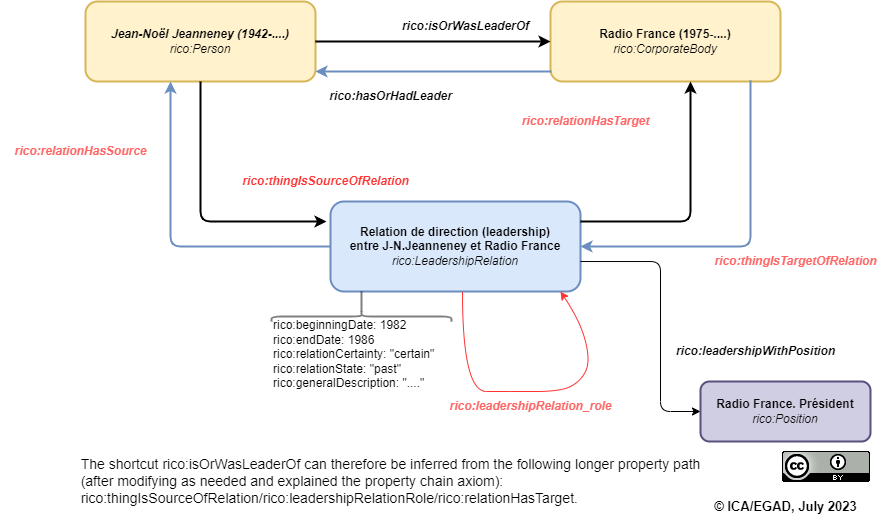 Jean-Noël Jeanneney (1942-....)
rico:Person
rico:isOrWasLeaderOf
Radio France (1975-....)
rico:CorporateBody
rico:hasOrHadLeader
rico:relationHasTarget
rico:relationHasSource
rico:thingIsSourceOfRelation
Relation de direction (leadership)
entre J-N.Jeanneney et Radio France
rico:LeadershipRelation
rico:thingIsTargetOfRelation
rico:beginningDate: 1982
rico:endDate: 1986
rico:relationCertainty: "certain"
rico:relationState: "past"
rico:generalDescription: "...."
rico:leadershipWithPosition
rico:leadershipRelation_role
Radio France. Président
rico:Position
The shortcut rico:isOrWasLeaderOf can therefore be inferred from the following longer property path
(after modifying as needed and explained the property chain axiom):
rico:thingIsSourceOfRelation/rico:leadershipRelationRole/rico:relationHasTarget.
cc
BY
© ICA/EGAD, July 2023